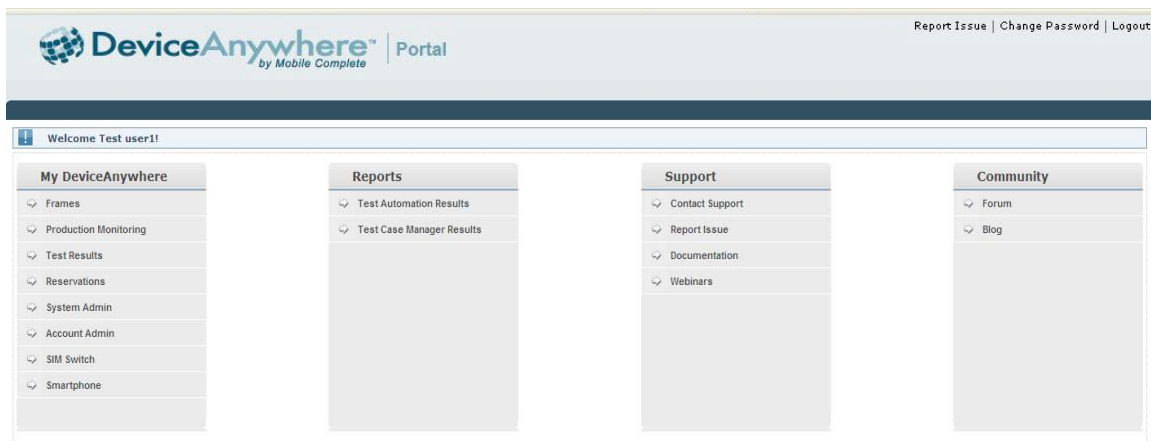 Report Issue | Change Password | Logout
DeviceAnywhere™ | Portal
by Mobile Complete
Welcome Test user1!
My DeviceAnywhere
Frames
Production Monitoring
Test Results
Reservations
System Admin
Account Admin
SIM Switch
Smartphone
Reports
Test Automation Results
Test Case Manager Results
Support
Contact Support
Report Issue
Documentation
Webinars
Community
Forum
Blog